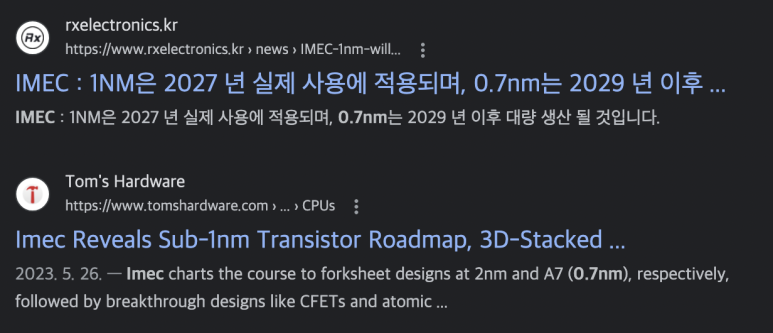 Rx
rxelectronics.kr
https://www.rxelectronics.kr › news › IMEC-1nm-will...
IMEC : 1NM은 2027 년 실제 사용에 적용되며, 0.7nm는 2029 년 이후 ...
IMEC : 1NM은 2027 년 실제 사용에 적용되며, 0.7nm는 2029 년 이후 대량 생산 될 것입니다.
Tom's Hardware
https://www.tomshardware.com › ... › CPUs
Imec Reveals Sub-1nm Transistor Roadmap, 3D-Stacked ...
2023. 5. 26. — Imec charts the course to forksheet designs at 2nm and A7 (0.7nm), respectively,
followed by breakthrough designs like CFETs and atomic ...